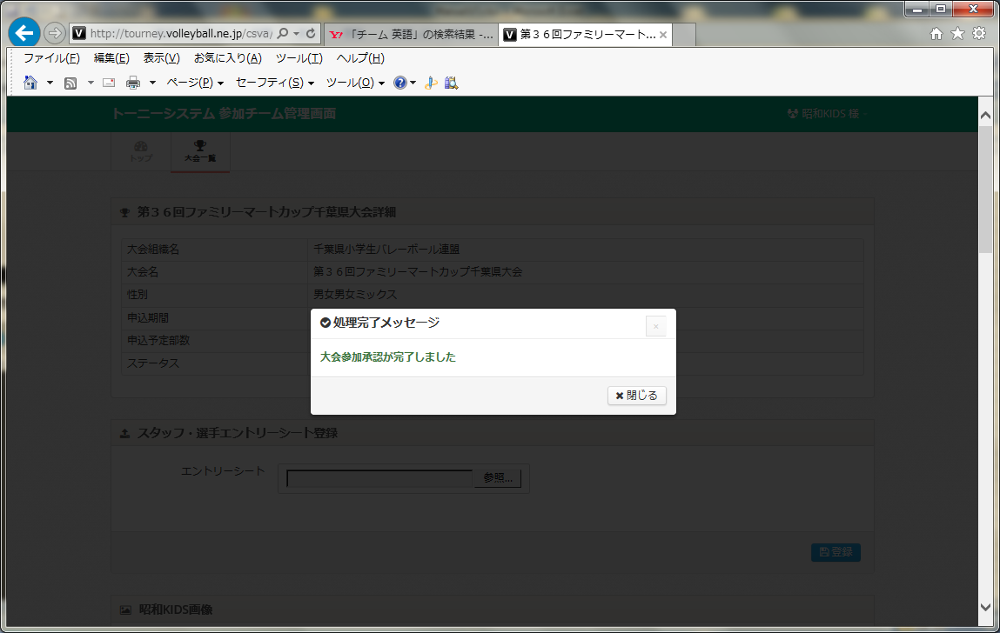 http://tourney.volleyball.ne.jp/csva/
「チーム 英語」の検索結果 -...
第３６回ファミリーマート...
ファイル(F) 編集(E) 表示(V) お気に入り(A) ツール(T) ヘルプ(H)
ページ(P) セーフティ(S) ツール(O)
トーニーシステム 参加チーム管理画面
昭和KIDS 様
トップ
大会一覧
第３６回ファミリーマートカップ千葉県大会詳細
大会組織名 千葉県小学生バレーボール連盟
大会名 第３６回ファミリーマートカップ千葉県大会
性別 男女男女ミックス
申込期間
申込予定部数
ステータス
処理完了メッセージ
×
大会参加承認が完了しました
✖ 閉じる
スタッフ・選手エントリーシート登録
エントリーシート 参照...
登録
昭和KIDS画像